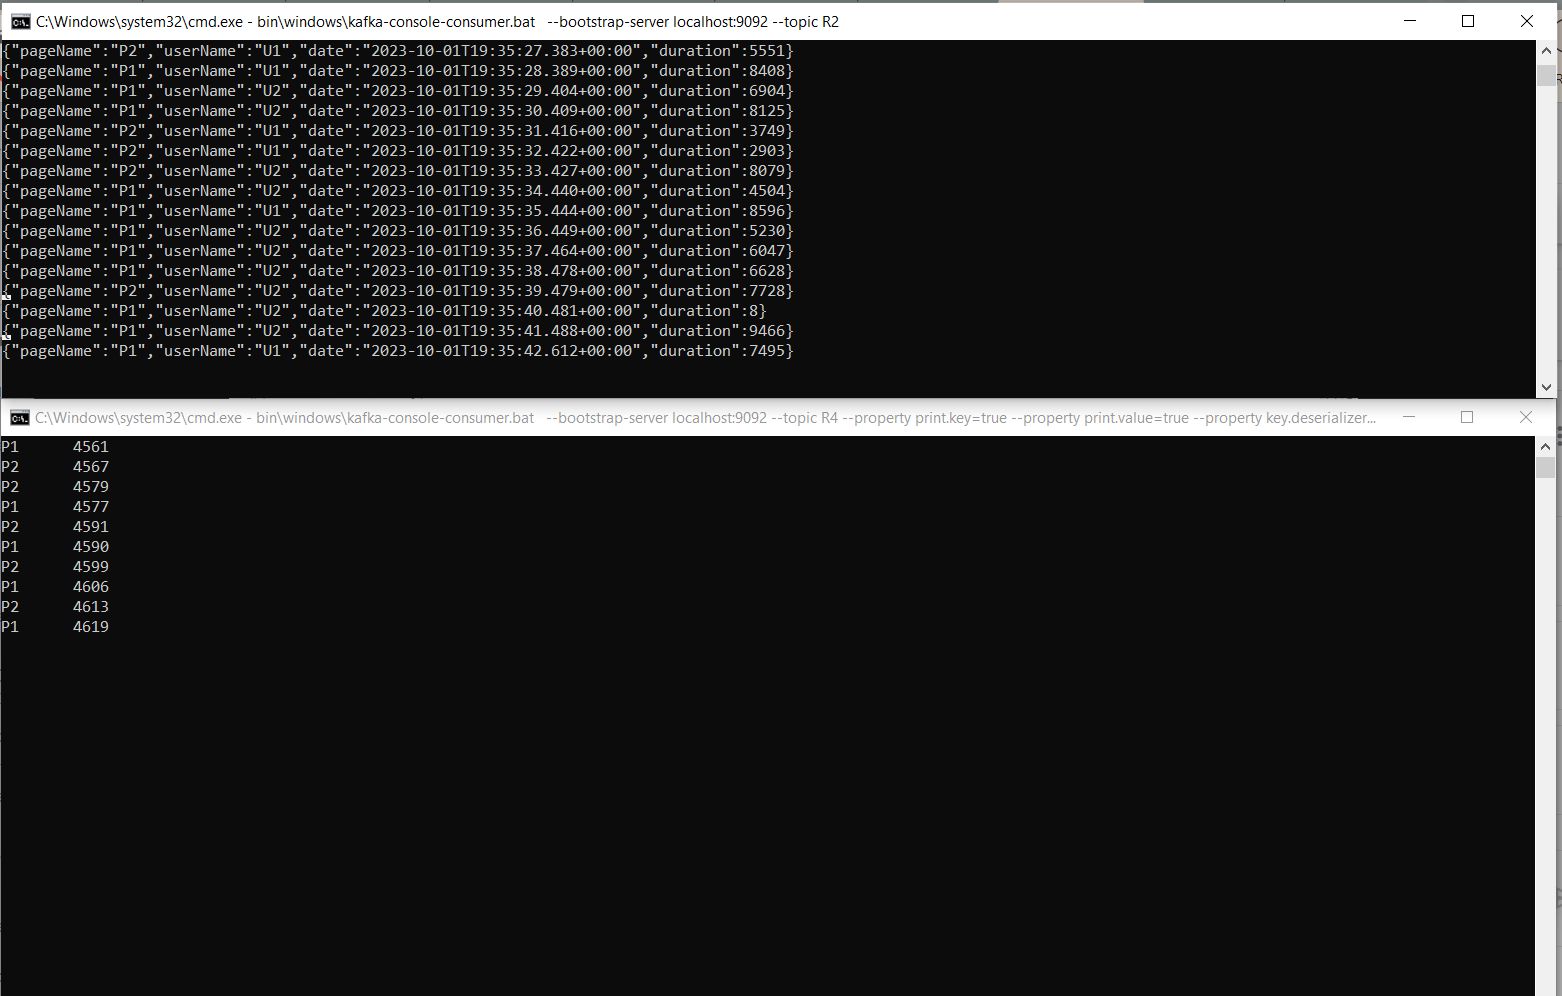 C:\Windows\system32\cmd.exe - bin\windows\kafka-console-consumer.bat  --bootstrap-server localhost:9092 --topic R2
{"pageName":"P2","userName":"U1","date":"2023-10-01T19:35:27.383+00:00","duration":5551}
{"pageName":"P1","userName":"U1","date":"2023-10-01T19:35:28.389+00:00","duration":8408}
{"pageName":"P1","userName":"U2","date":"2023-10-01T19:35:29.404+00:00","duration":6904}
{"pageName":"P1","userName":"U2","date":"2023-10-01T19:35:30.409+00:00","duration":8125}
{"pageName":"P2","userName":"U1","date":"2023-10-01T19:35:31.416+00:00","duration":3749}
{"pageName":"P2","userName":"U1","date":"2023-10-01T19:35:32.422+00:00","duration":2903}
{"pageName":"P2","userName":"U2","date":"2023-10-01T19:35:33.427+00:00","duration":8079}
{"pageName":"P1","userName":"U2","date":"2023-10-01T19:35:34.440+00:00","duration":4504}
{"pageName":"P1","userName":"U1","date":"2023-10-01T19:35:35.444+00:00","duration":8596}
{"pageName":"P1","userName":"U2","date":"2023-10-01T19:35:36.449+00:00","duration":5230}
{"pageName":"P1","userName":"U2","date":"2023-10-01T19:35:37.464+00:00","duration":6047}
{"pageName":"P1","userName":"U2","date":"2023-10-01T19:35:38.478+00:00","duration":6628}
{"pageName":"P2","userName":"U2","date":"2023-10-01T19:35:39.479+00:00","duration":7728}
{"pageName":"P1","userName":"U2","date":"2023-10-01T19:35:40.481+00:00","duration":8}
{"pageName":"P1","userName":"U2","date":"2023-10-01T19:35:41.488+00:00","duration":9466}
{"pageName":"P1","userName":"U1","date":"2023-10-01T19:35:42.612+00:00","duration":7495}
C:\Windows\system32\cmd.exe - bin\windows\kafka-console-consumer.bat  --bootstrap-server localhost:9092 --topic R4 --property print.key=true --property print.value=true --property key.deserializer...
P1      4561
P2      4567
P2      4579
P1      4577
P2      4591
P1      4590
P2      4599
P1      4606
P2      4613
P1      4619